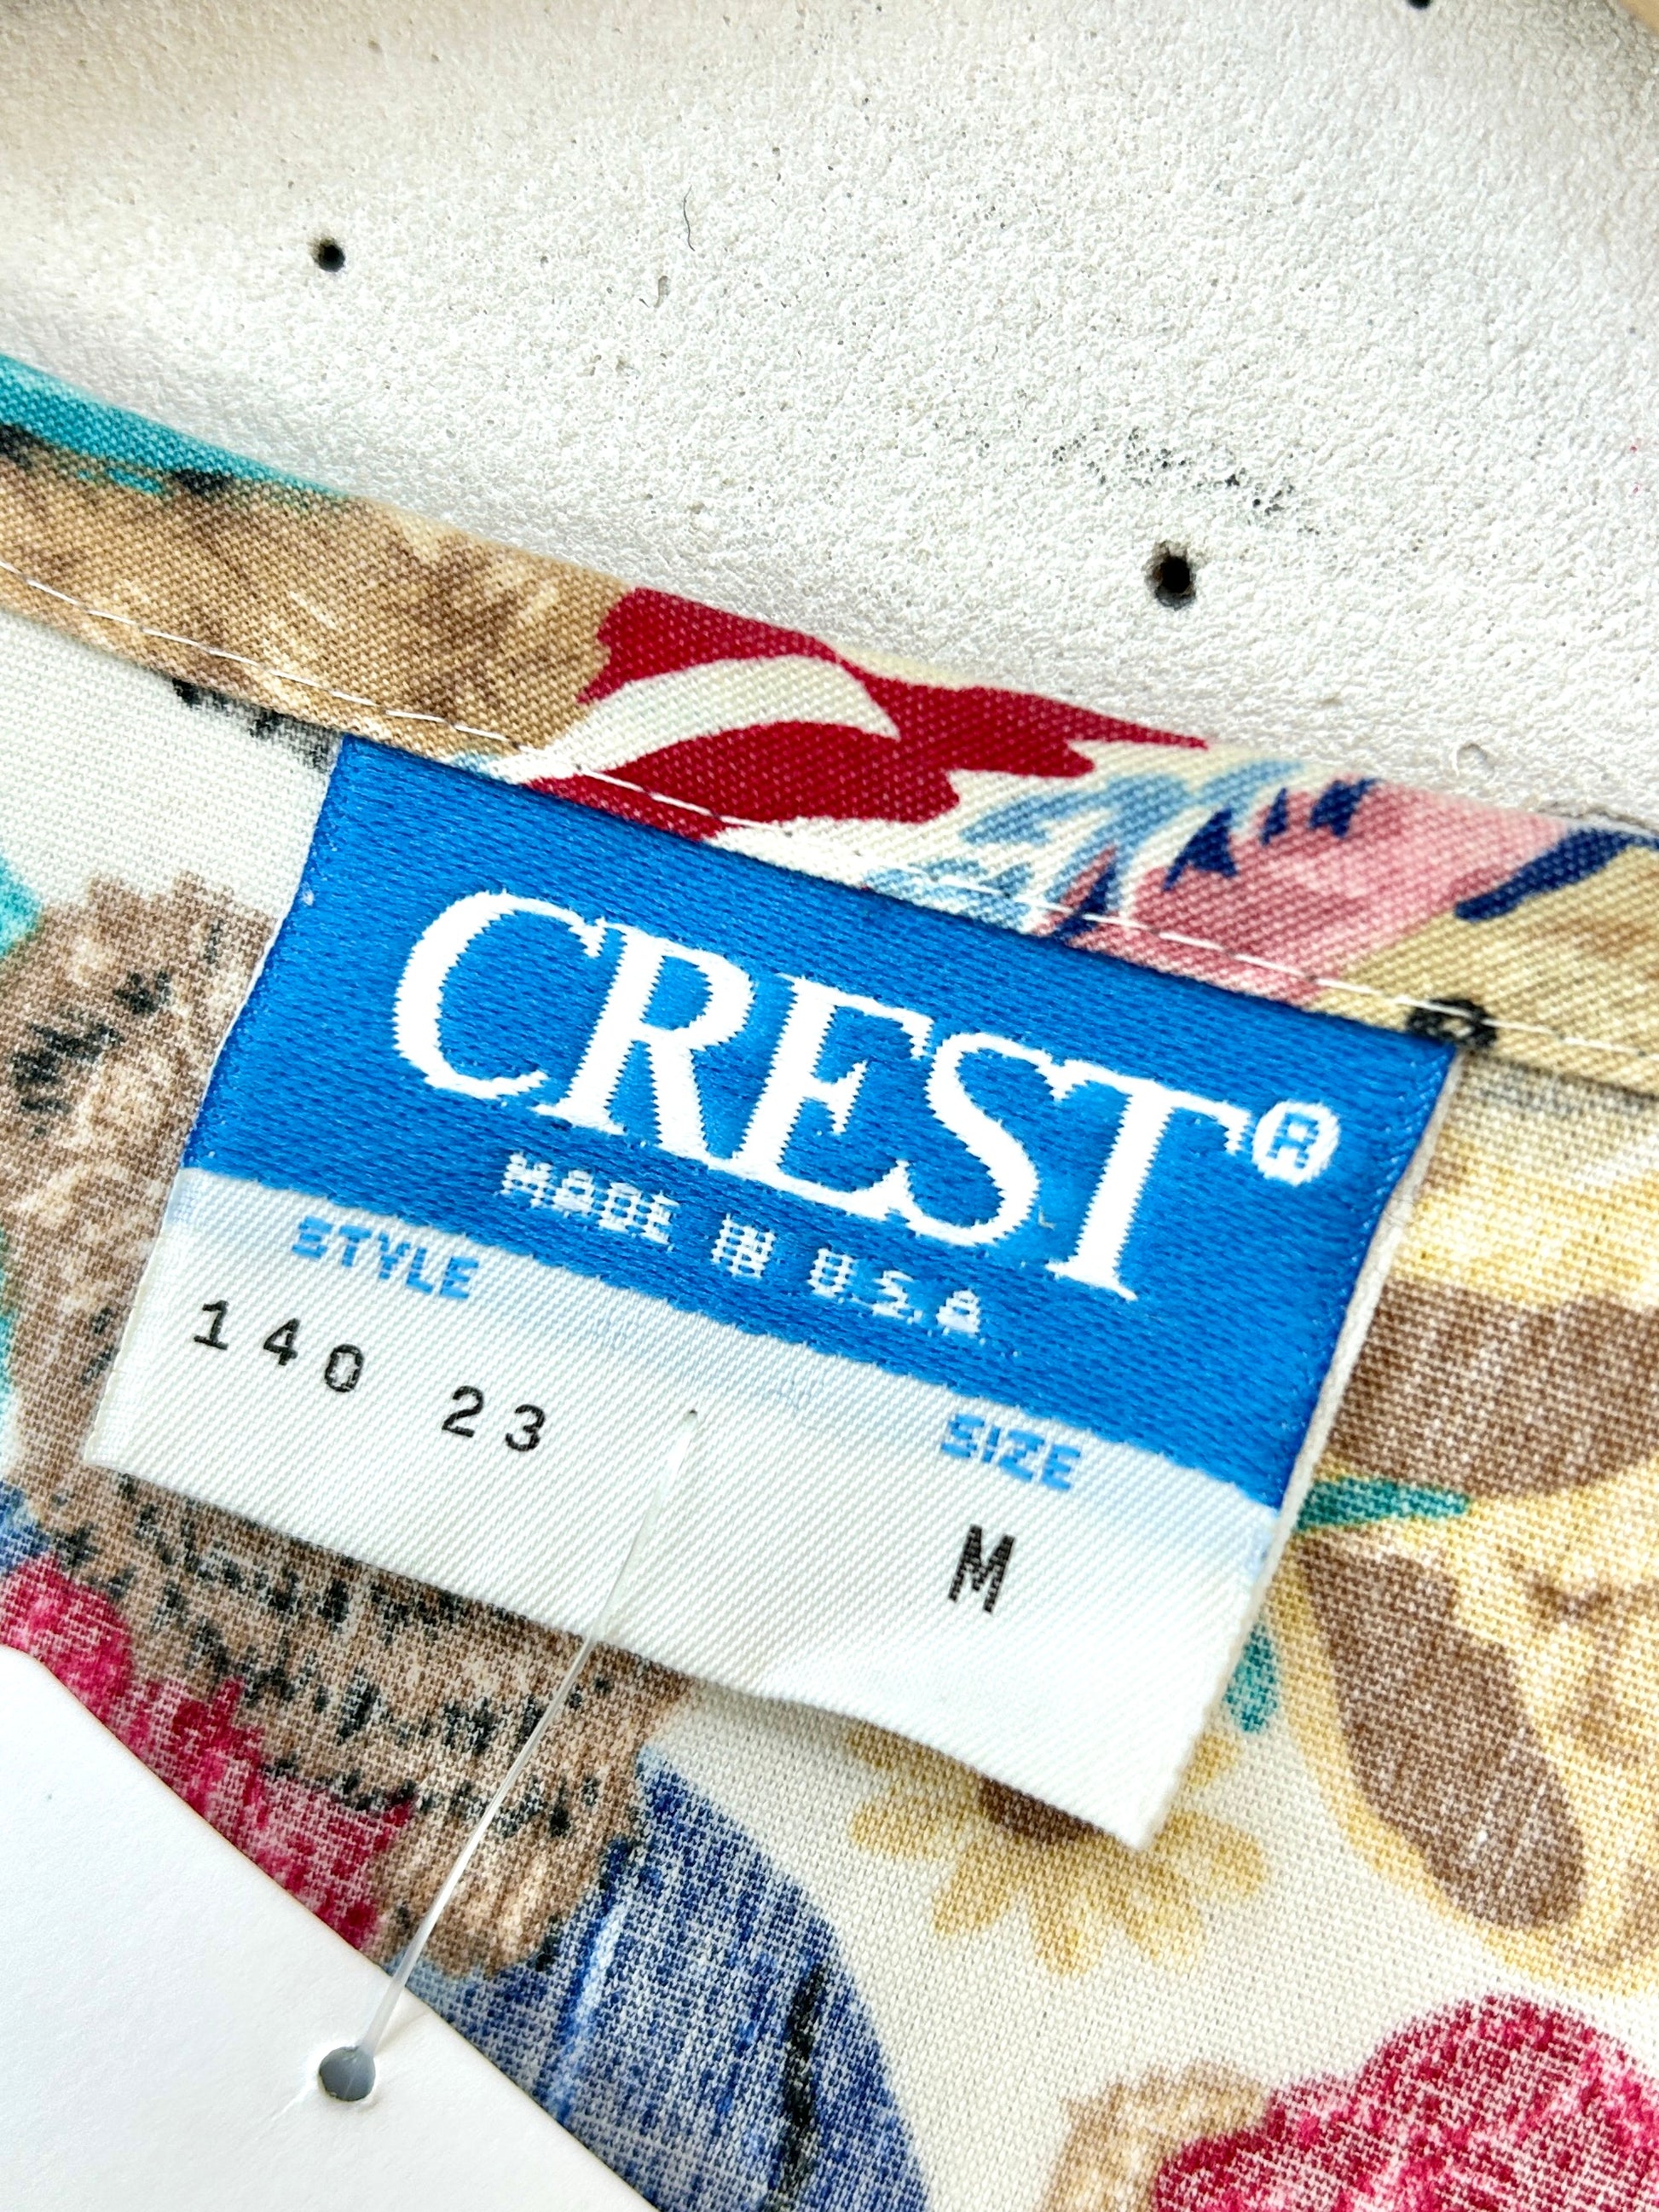 CREST®
MADE IN U.S.A
STYLE SIZE
140 23 M